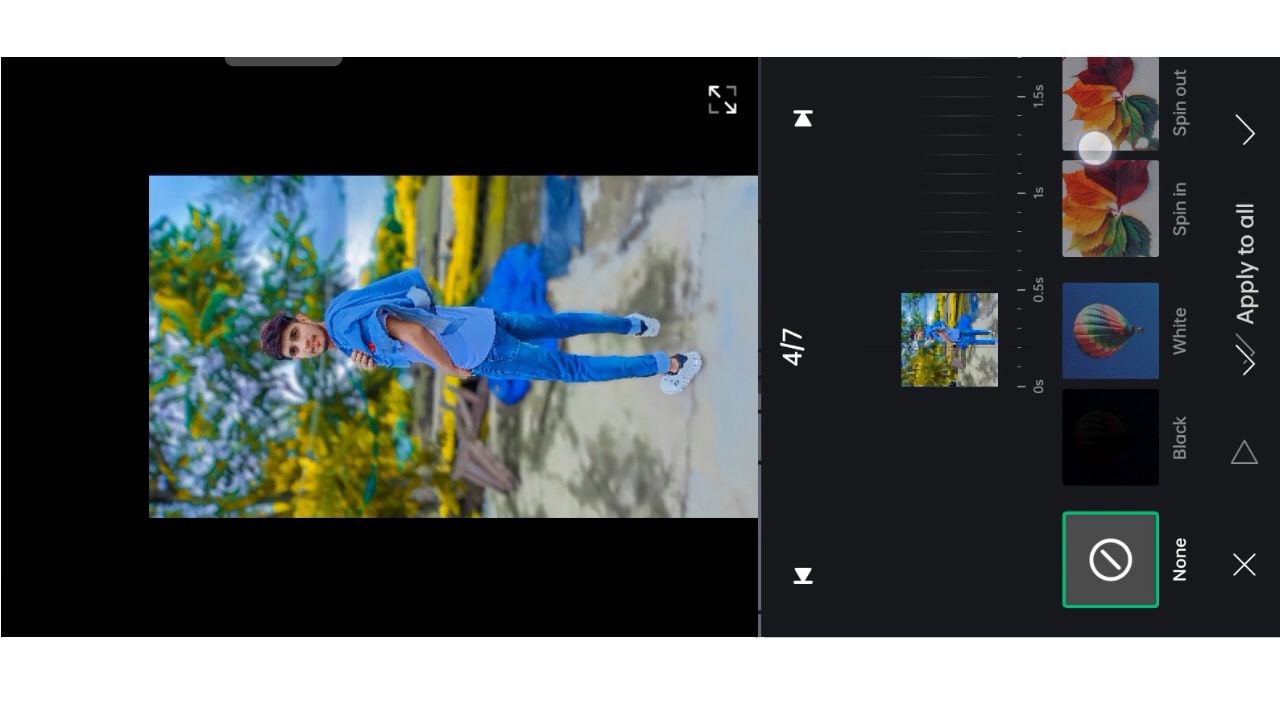 4/7
0s
0.5s
1s
1.5s
None
Black
White
Spin in
Spin out
Apply to all